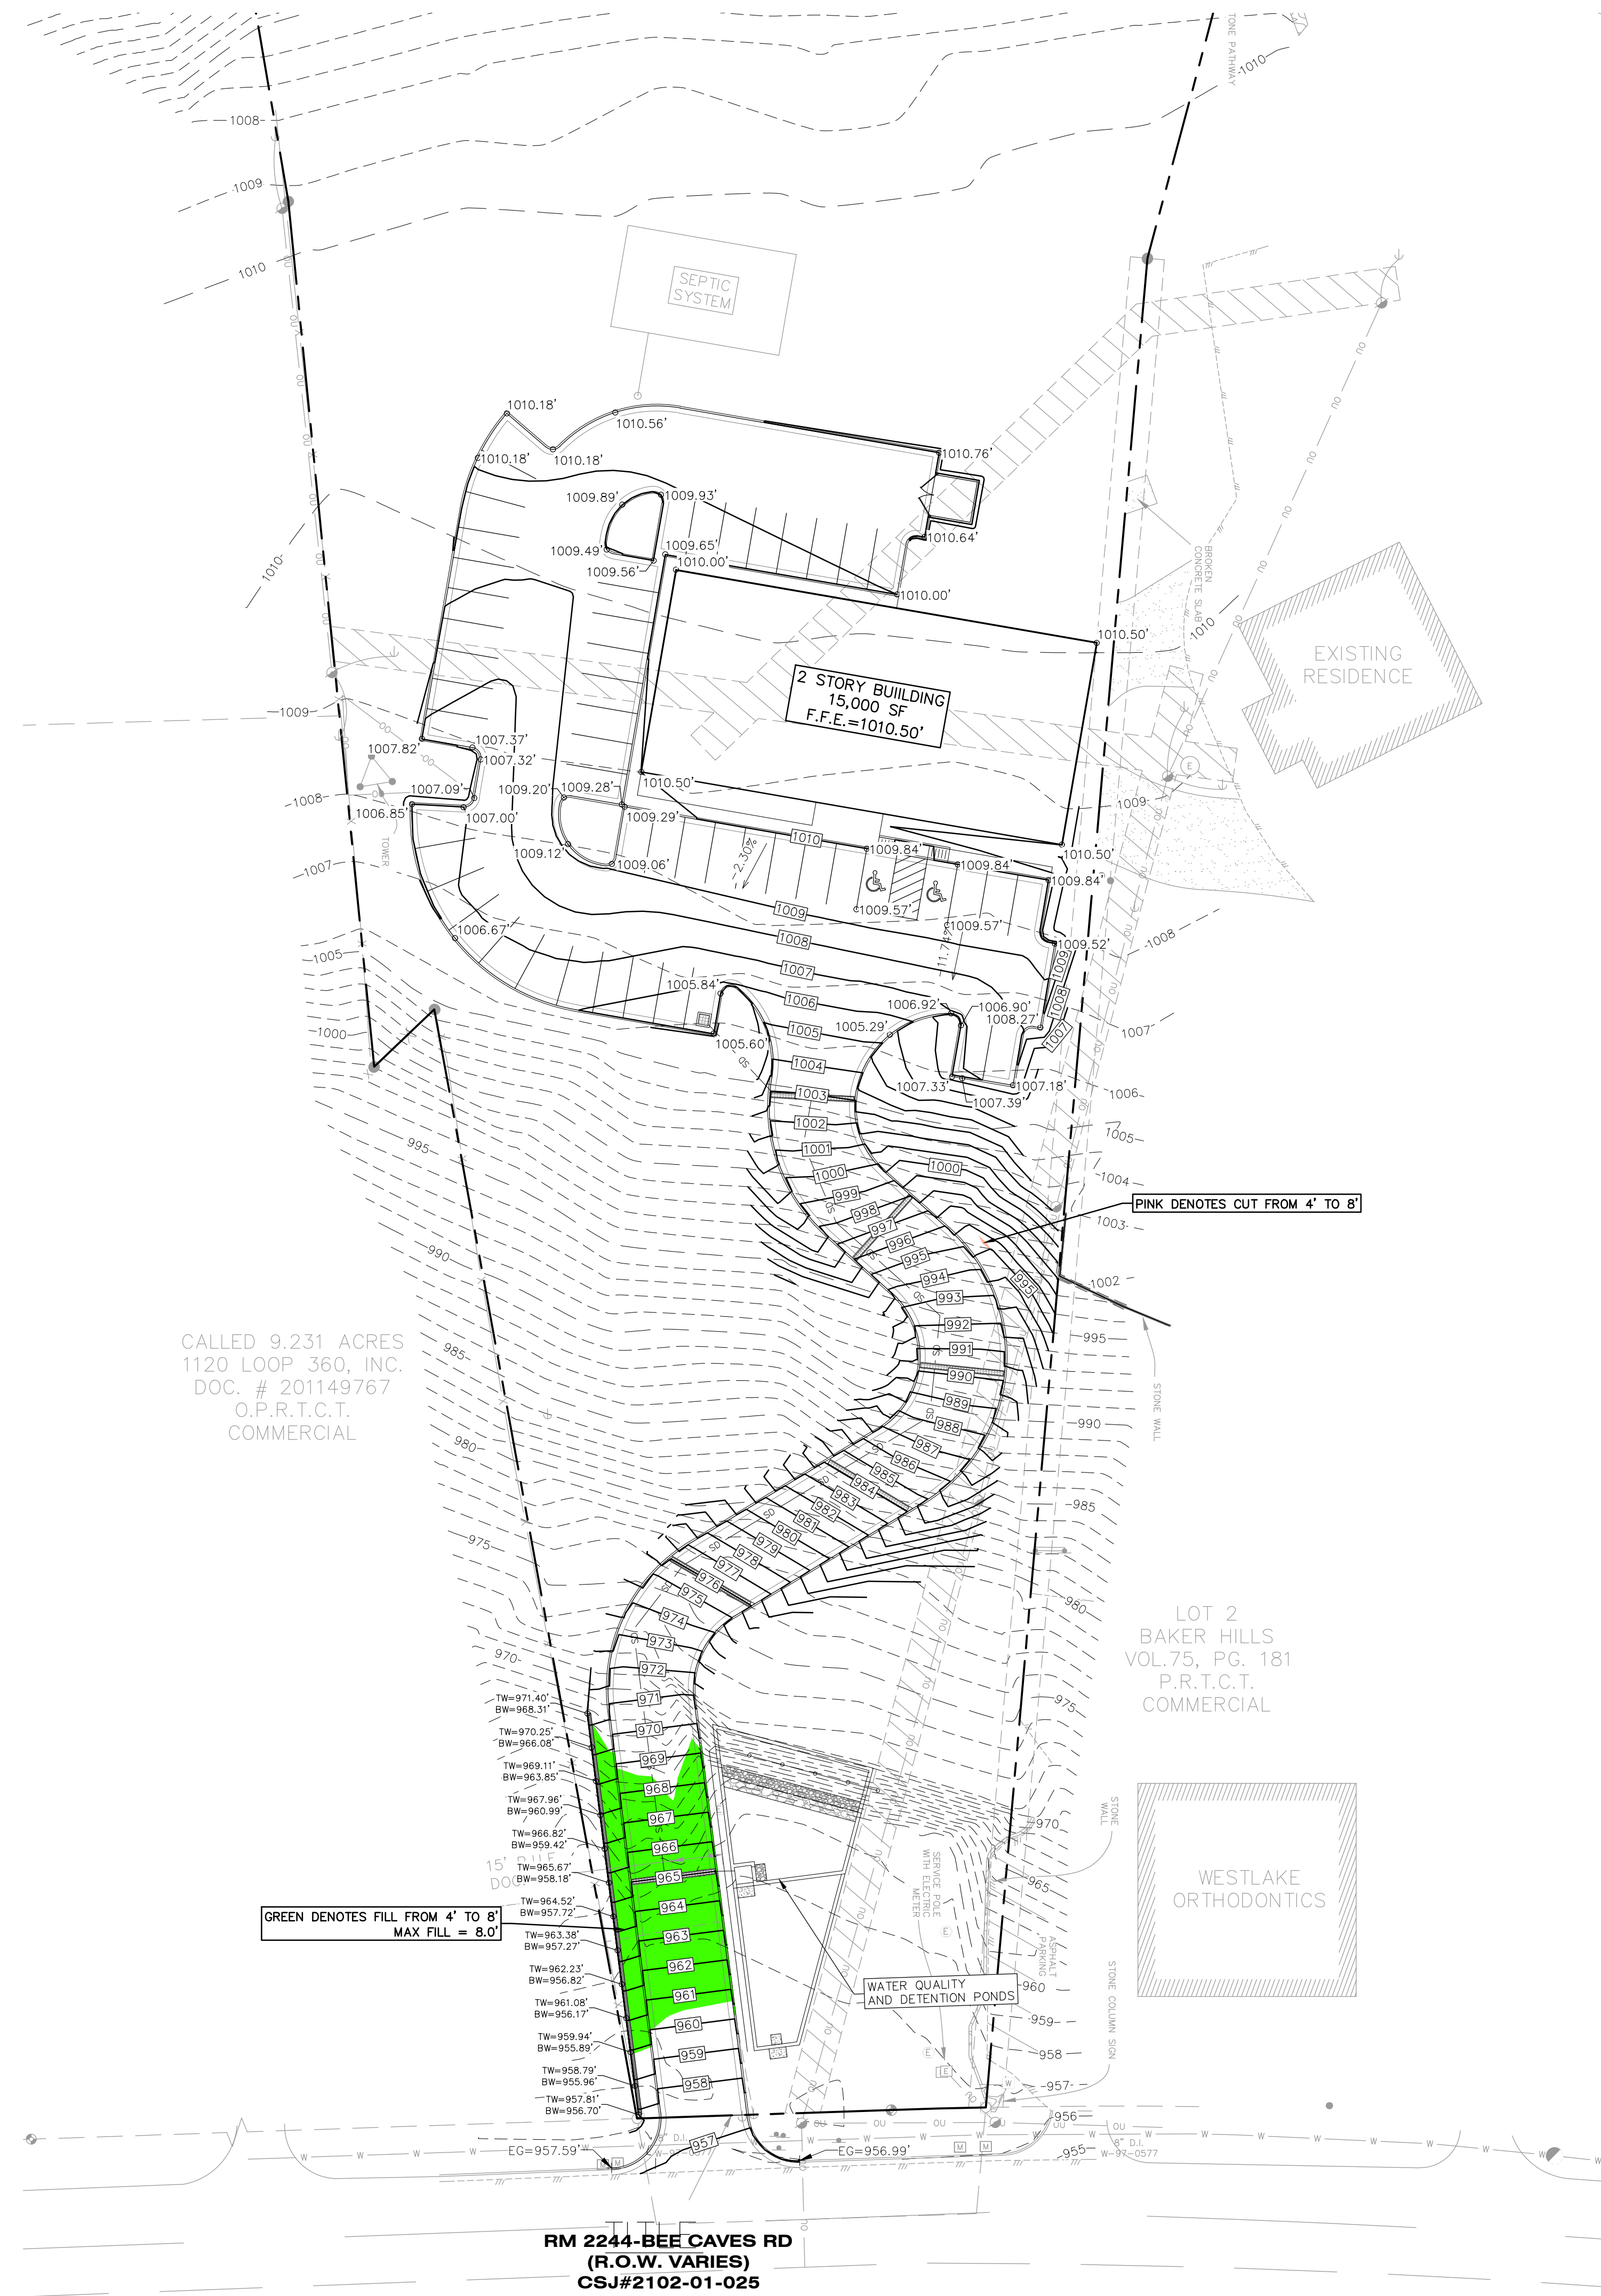 TONE PATHWAY
1010
1008
1009
1010
SEPTIC
SYSTEM
1010.18'
1010.56'
1010.18'
1010.18'
1010.76'
1009.89'
1009.93'
1010.64'
1009.49'
1009.65'
1009.56'
1010.00'
1010.00'
1010
BROKEN
CONCRETE SLAB
1010
1010.50'
EXISTING
RESIDENCE
2 STORY BUIILDING
15,000 SF
F.F.E.=1010.50'
1009
1007.82'
1007.37'
1007.32'
1010.50'
1008
1007.09'
1009.20'
1009.28'
1009
1006.85'
1007.00'
1009.29'
TOWER
1009.12'
1009.06'
2.30%
1010
1009.84'
1009.84'
1010.50'
1009.84'
1007
1009.57'
1009.57'
1006.67'
1009
1008
1007
1009.52'
1008
1005
11.74%
1009
1008
1007
1005.84'
1006
1006.92'
1006.90'
1008.27'
1007
1000
1005.60'
1005
1005.29'
1004
1007.33'
1007.39'
1007.18'
1006
1003
1002
1005
995
1001
1000
1000
1004
999
998
997
996
995
PINK DENOTES CUT FROM 4' TO 8'
1003
990
994
993
995
1002
992
991
990
995
STONE WALL
CALLED 9.231 ACRES
1120 LOOP 360, INC.
DOC. # 201149767
O.P.R.T.C.T.
COMMERCIAL
985
989
988
987
986
985
990
980
984
983
982
981
980
979
978
977
976
985
975
975
974
973
972
980
LOT 2
BAKER HILLS
VOL.75, PG. 181
P.R.T.C.T.
COMMERCIAL
970
975
TW=971.40'
BW=968.31'
971
TW=970.25'
BW=966.08'
970
TW=969.11'
BW=963.85'
969
968
TW=967.96'
BW=960.99'
967
TW=966.82'
BW=959.42'
966
TW=965.67'
BW=958.18'
965
TW=964.52'
BW=957.72'
964
STONE
WALL
970
965
SERVICE POLE
WITH ELECTRIC
METER
WESTLAKE
ORTHODONTICS
GREEN DENOTES FILL FROM 4' TO 8'
MAX FILL = 8.0'
TW=963.38'
BW=957.27'
963
TW=962.23'
BW=956.82'
962
ASPHALT
PARKING
WATER QUALITY
AND DETENTION PONDS
960
TW=961.08'
BW=956.17'
961
STONE COLUMN SIGN
TW=959.94'
BW=955.89'
960
959
TW=958.79'
BW=955.96'
959
958
TW=957.81'
BW=956.70'
958
957
956
EG=957.59'
957
EG=956.99'
955
8" D.I.
W-97-0577
RM 2244-BEE CAVES RD
(R.O.W. VARIES)
CSJ#2102-01-025